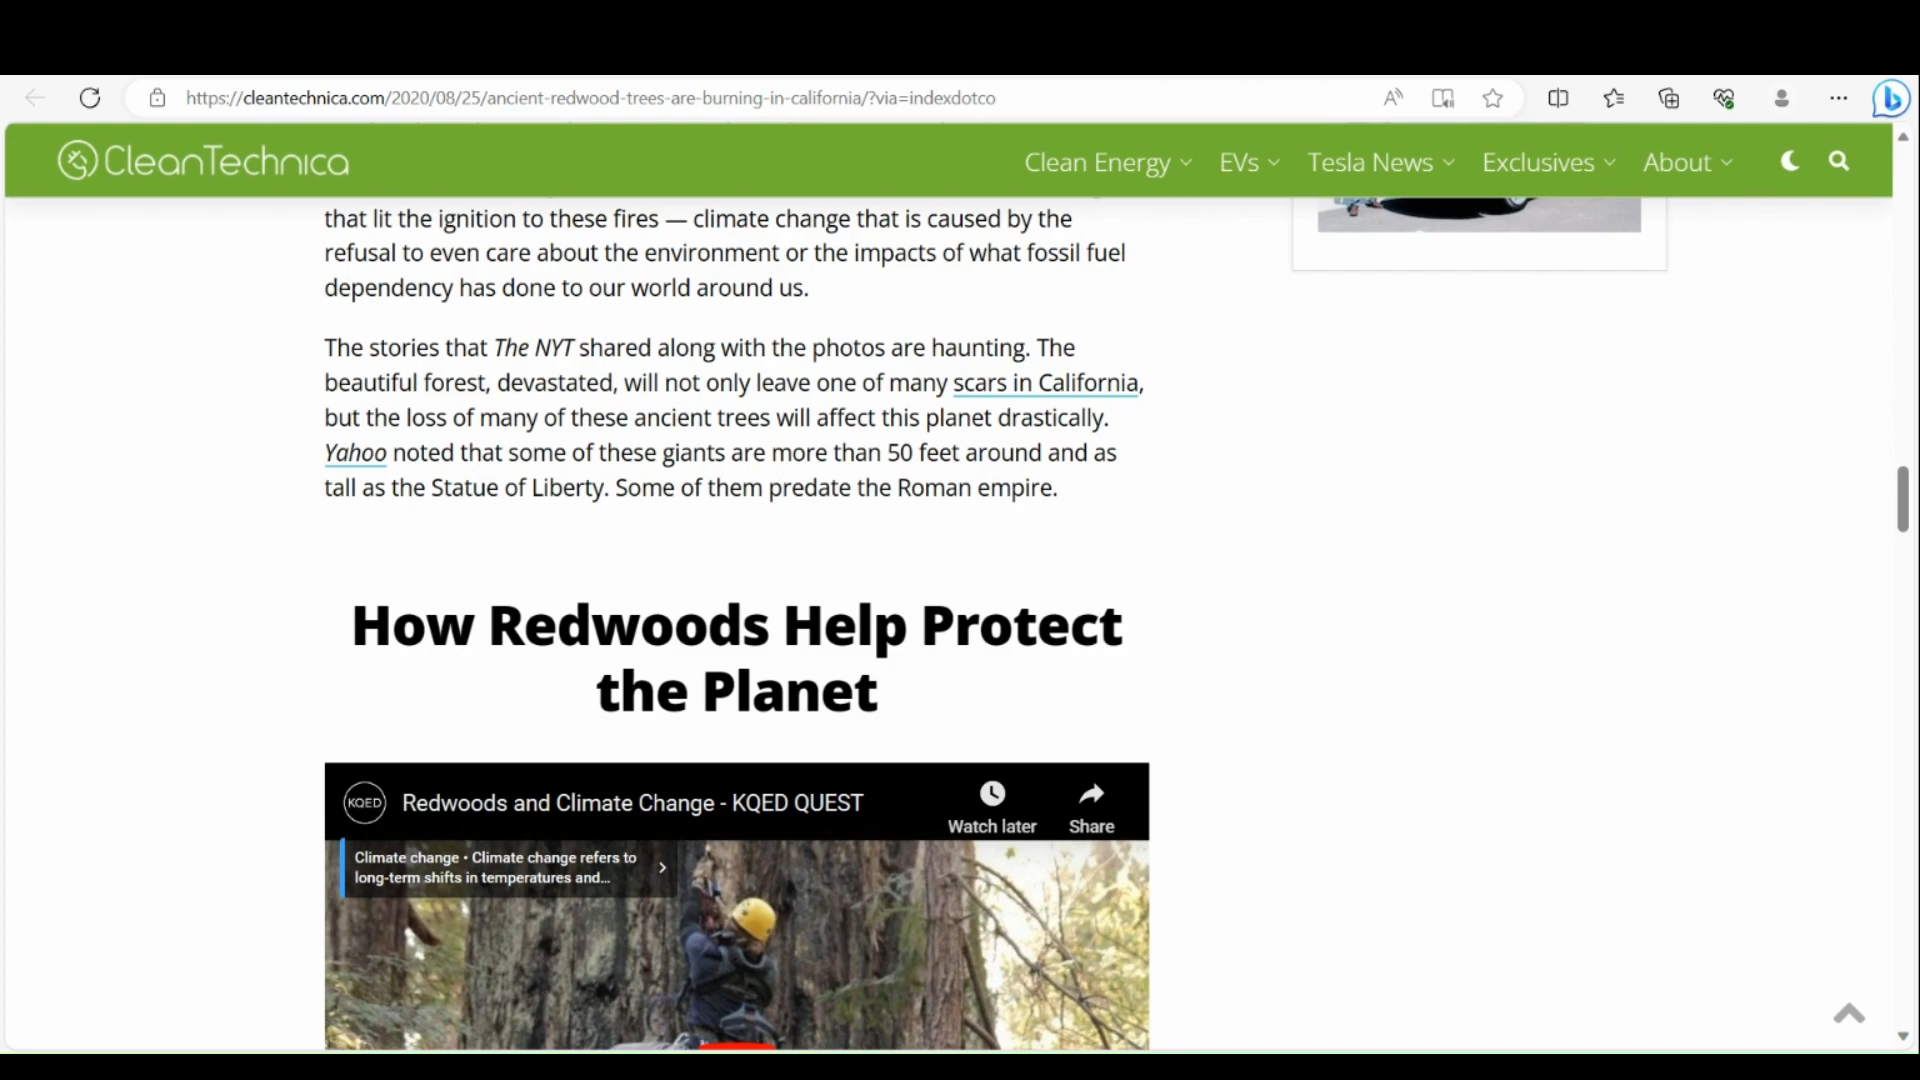 https://cleantechnica.com/2020/08/25/ancient-redwood-trees-are-burning-in-california/?via=indexdotco
CleanTechnica
Clean Energy
EVs
Tesla News
Exclusives
About
that lit the ignition to these fires — climate change that is caused by the
refusal to even care about the environment or the impacts of what fossil fuel
dependency has done to our world around us.
The stories that The NYT shared along with the photos are haunting. The
beautiful forest, devastated, will not only leave one of many scars in California,
but the loss of many of these ancient trees will affect this planet drastically.
Yahoo noted that some of these giants are more than 50 feet around and as
tall as the Statue of Liberty. Some of them predate the Roman empire.
How Redwoods Help Protect
the Planet
KQED
Redwoods and Climate Change - KQED QUEST
Watch later
Share
Climate change • Climate change refers to
long-term shifts in temperatures and...